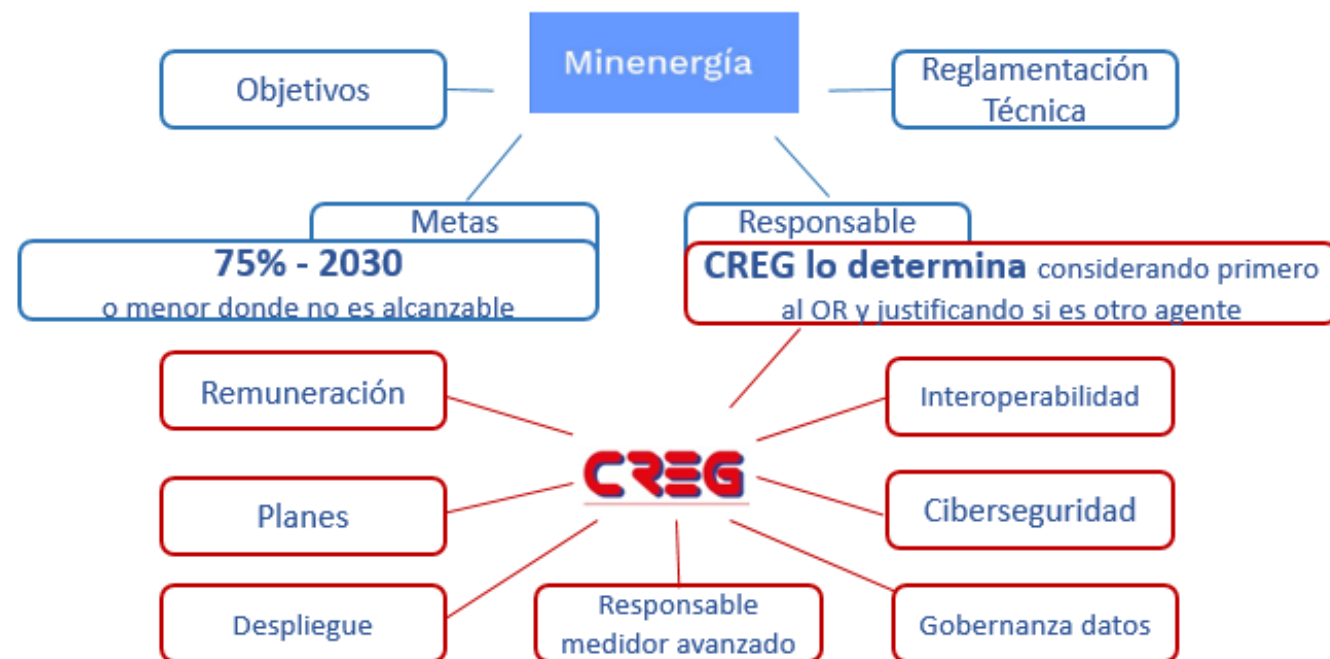 Minenergía
Objetivos
Reglamentación
Técnica
Metas
75% - 2030
o menor donde no es alcanzable
Responsable
CREG lo determina considerando primero
al OR y justificando si es otro agente
Remuneración
Interoperabilidad
CREG
Planes
Ciberseguridad
Despliegue
Responsable
medidor avanzado
Gobernanza datos